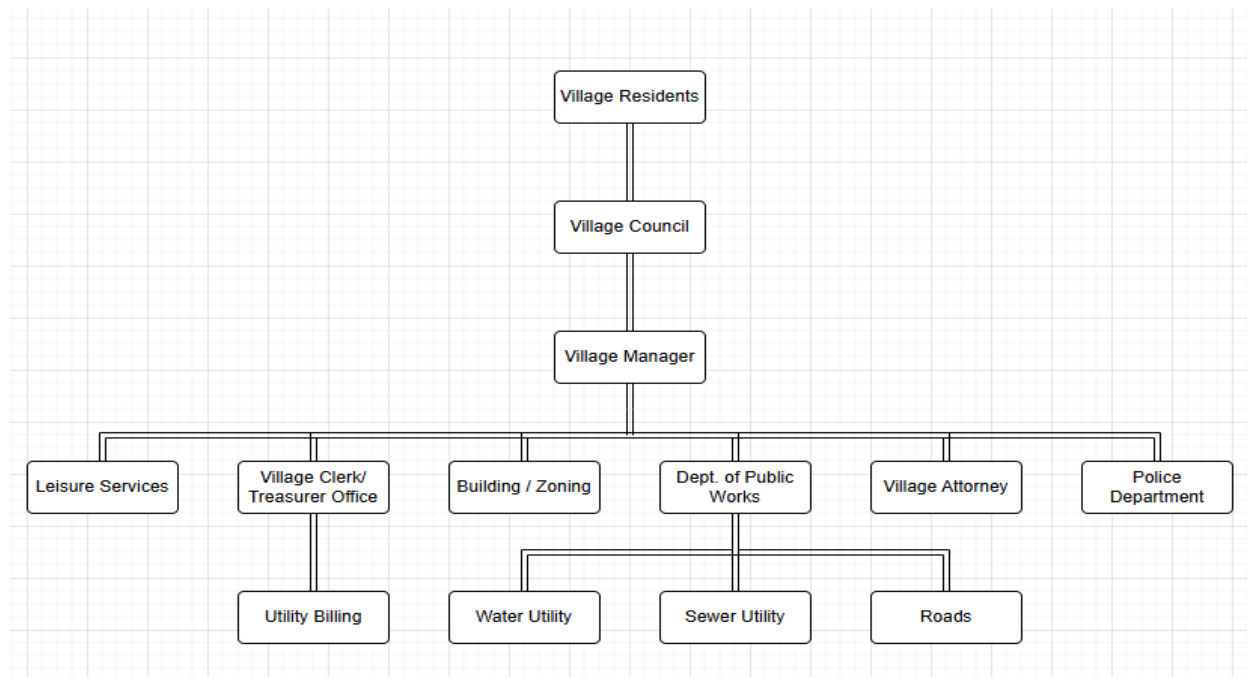 Village Residents
Village Council
Village Manager
Leisure Services
Village Clerk/
Treasurer Office
Building / Zoning
Dept. of Public
Works
Village Attorney
Police
Department
Utility Billing
Water Utility
Sewer Utility
Roads